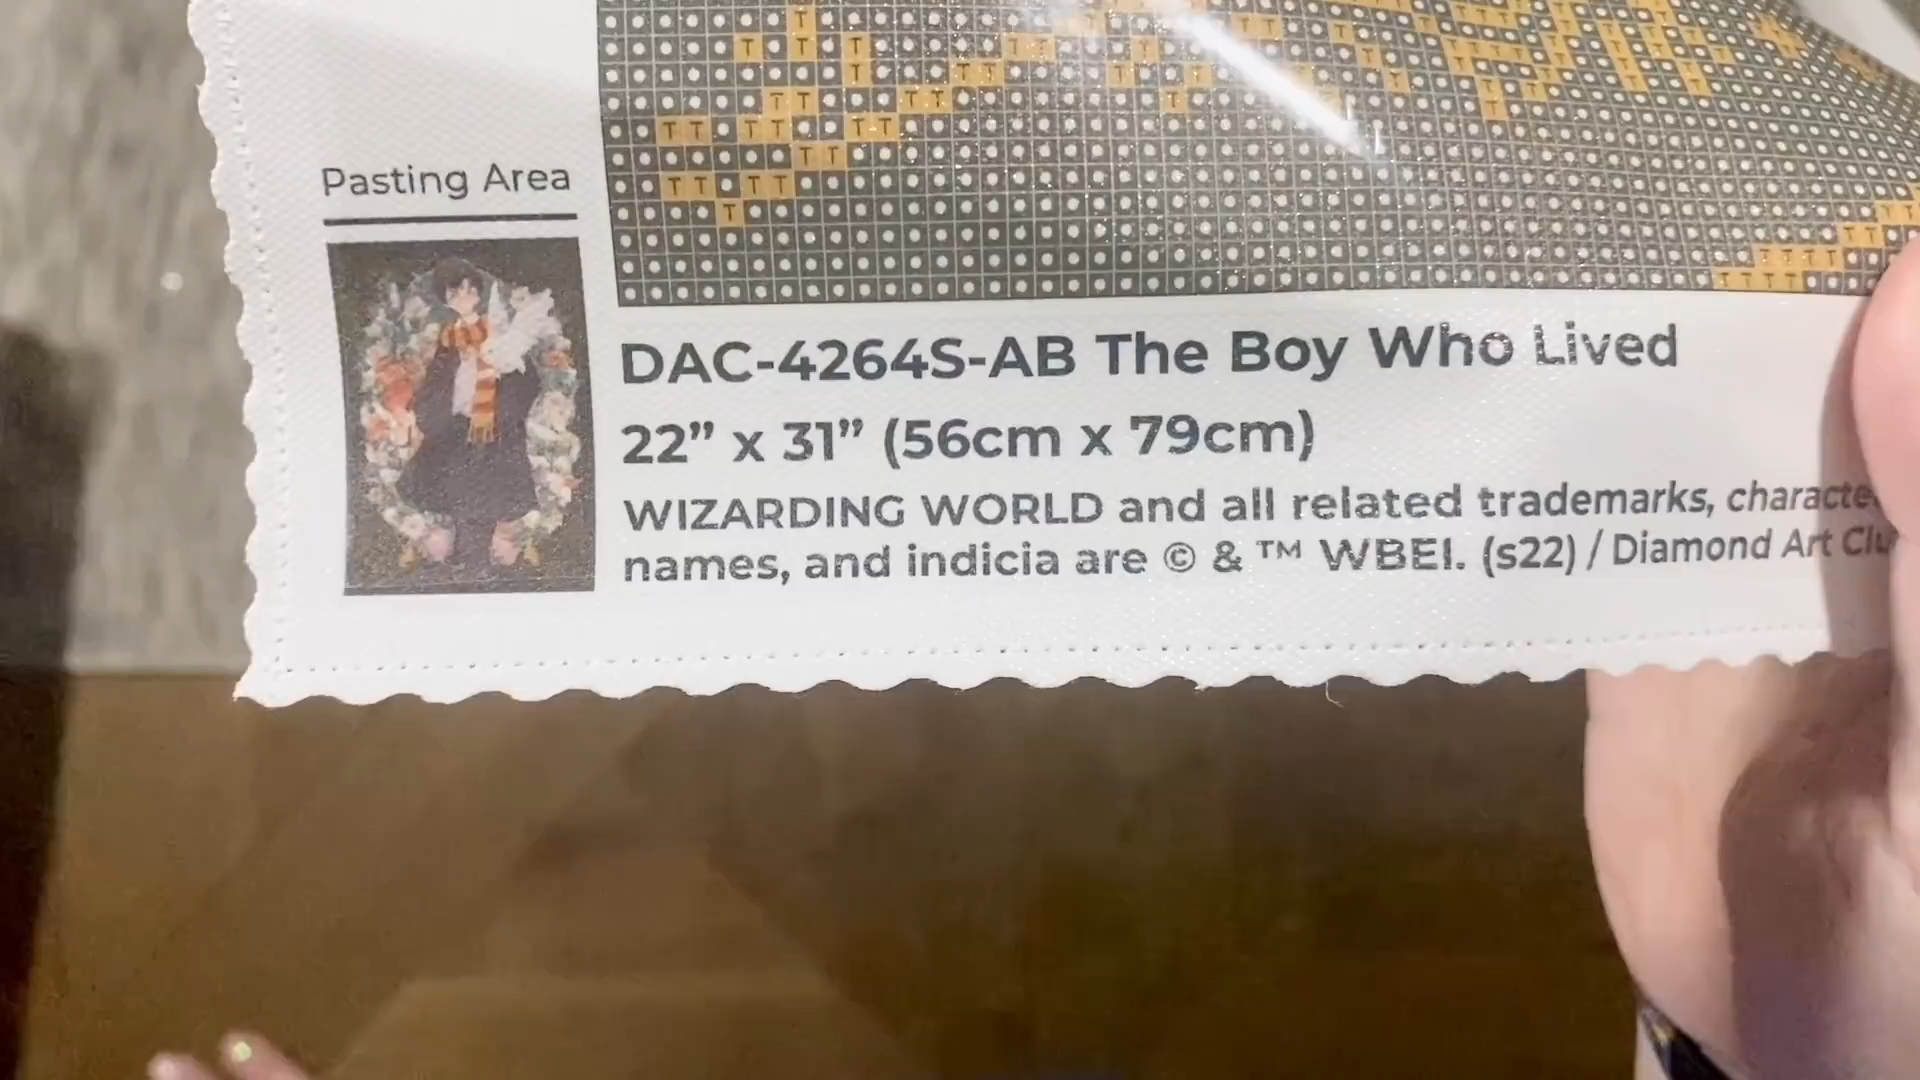 Pasting Area
DAC-4264S-AB The Boy Who Lived
22” x 31” (56cm x 79cm)
WIZARDING WORLD and all related trademarks,
names, and indicia are © & ™ WBEI. (s22) / Diamond Art